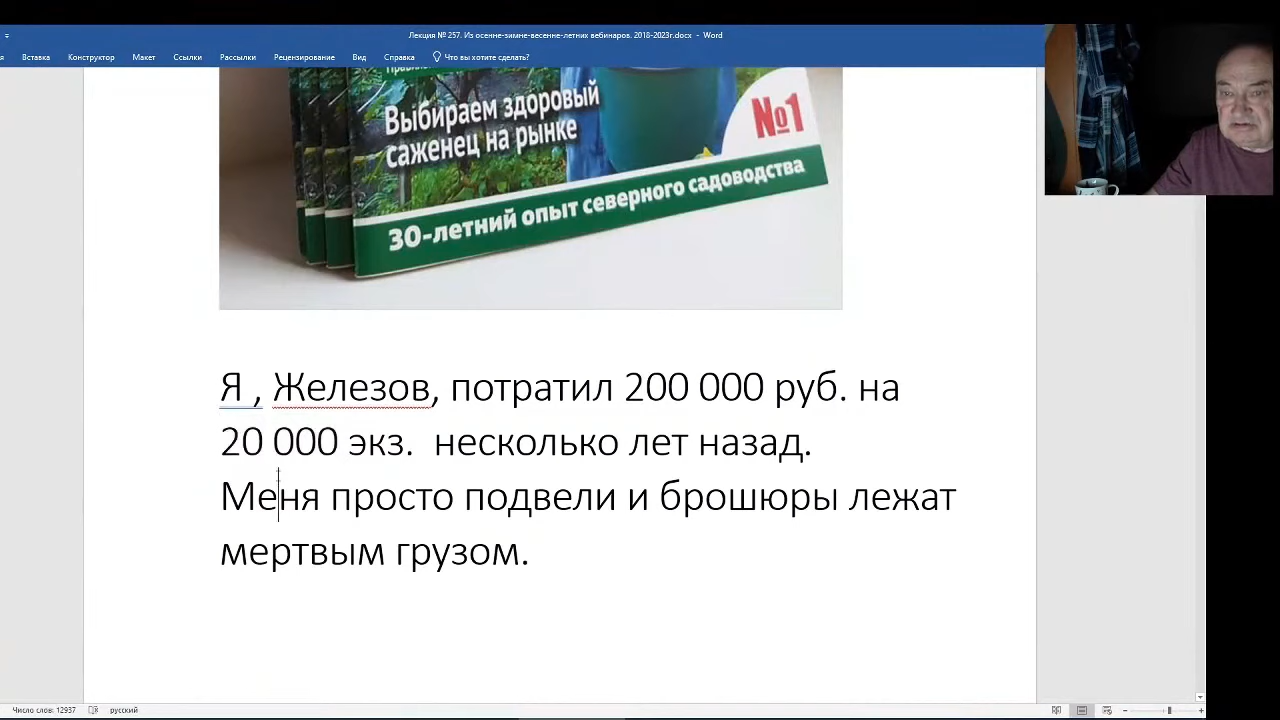 Лекция № 257. Из осенне-зимне-весенне-летних вебинаров. 2018-2023г.docx - Word
Вставка Конструктор Макет Ссылки Рассылки Рецензирование Вид Справка Что вы хотите сделать?
Выбираем здоровый
саженец на рынке
№1
30-летний опыт северного садоводства
Я , Железов, потратил 200 000 руб. на
20 000 экз. несколько лет назад.
Меня просто подвели и брошюры лежат
мертвым грузом.
Число слов: 12937 русский